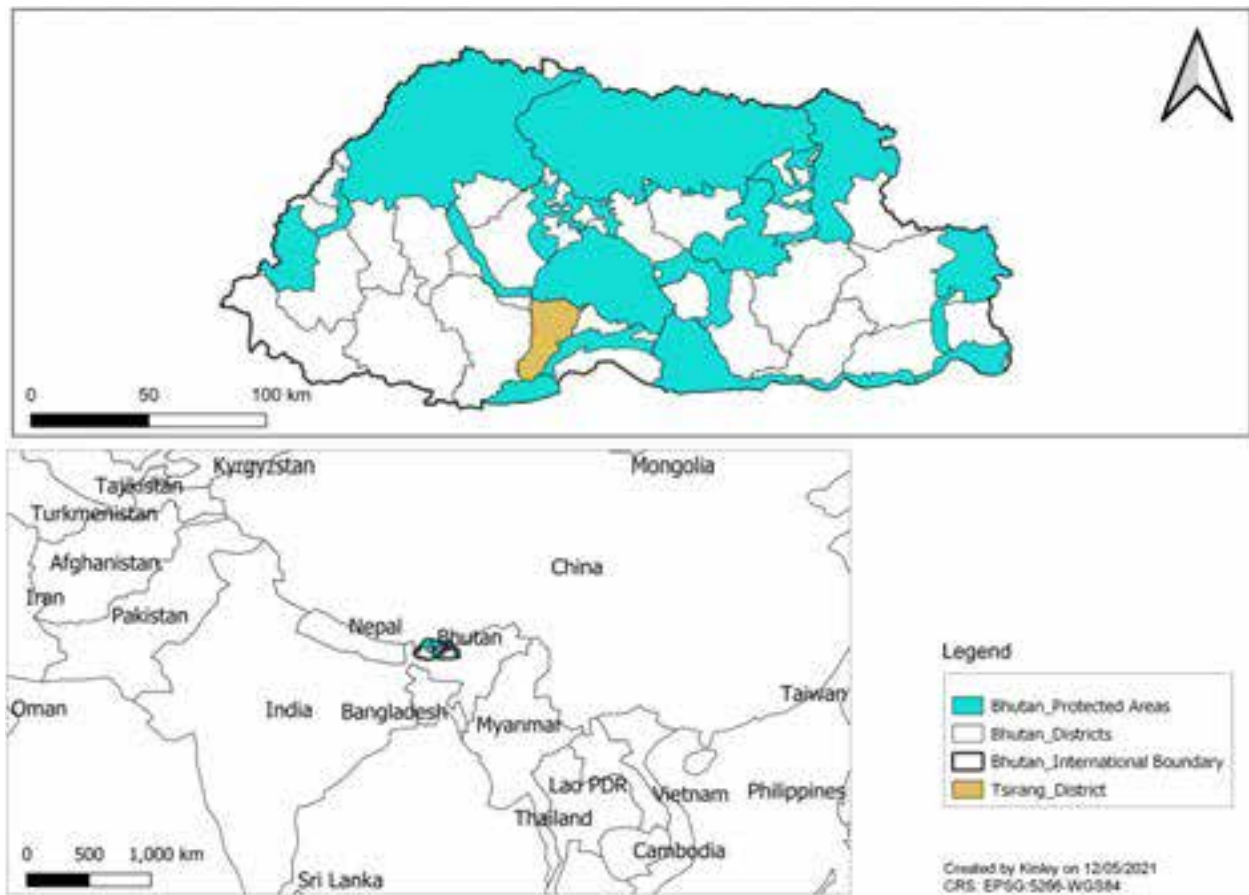 0 50 100 km
Kyrgyzstan
Mongolia
Tajikistan
Turkmenistan
Afghanistan
China
Iran
Pakistan
Nepal
Bhutan
Taiwan
Oman
India
Bangladesh
Myanmar
Lao PDR
Vietnam
Philippines
Thailand
Cambodia
0 500 1,000 km
Sri Lanka
Legend
Bhutan_Protected Areas
Bhutan_Districts
Bhutan_International Boundary
Tsirang_District
Created by Kinley on 12/05/2021
CRS: EPSG:5266-WGS84